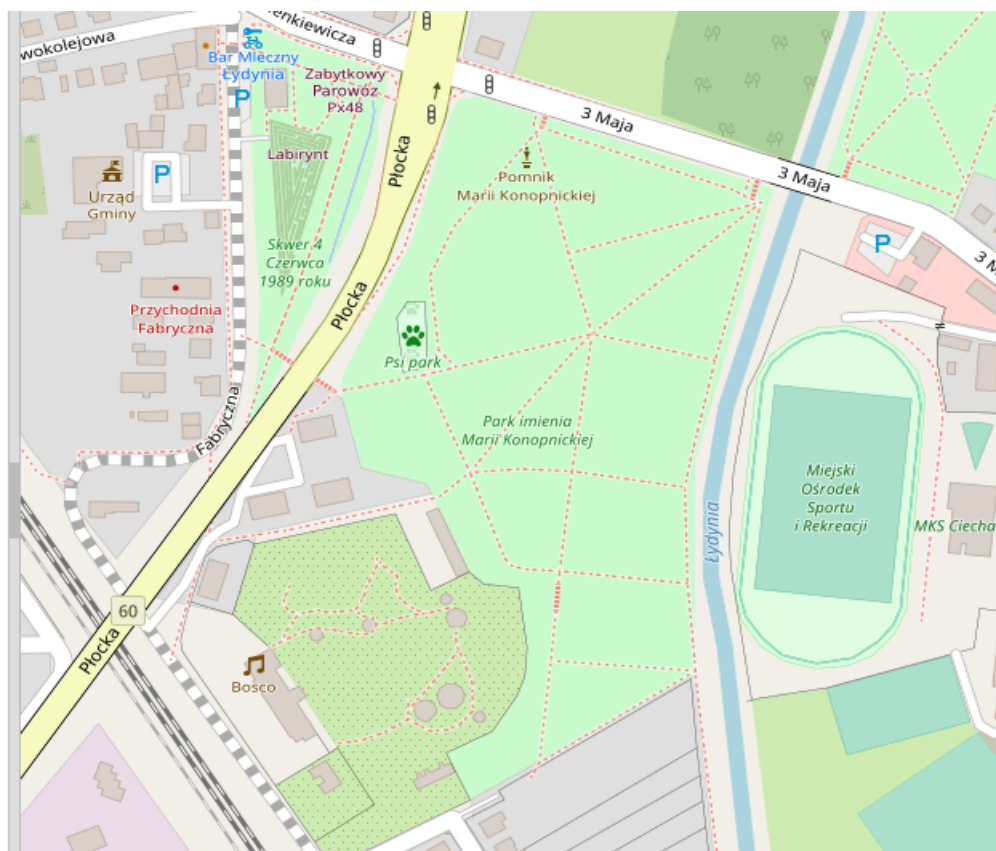 wokolejowa
enkiewicza
Bar Mleczny
Łydynia
Zabytkowy
Parowóz
Px48
P
Labirynt
3 Maja
Płocka
Pomnik
Marii Konopnickiej
3 Maja
P
Urząd
Gminy
Skwer 4
Czerwca
1989 roku
P
3 M
Przychodnia
Fabryczna
Płocka
Psi park
Fabryczna
Park imienia
Marii Konopnickiej
Miejski
Ośrodek
Sportu
i Rekreacji
Łydynia
MKS Ciecha
60
Płocka
Bosco